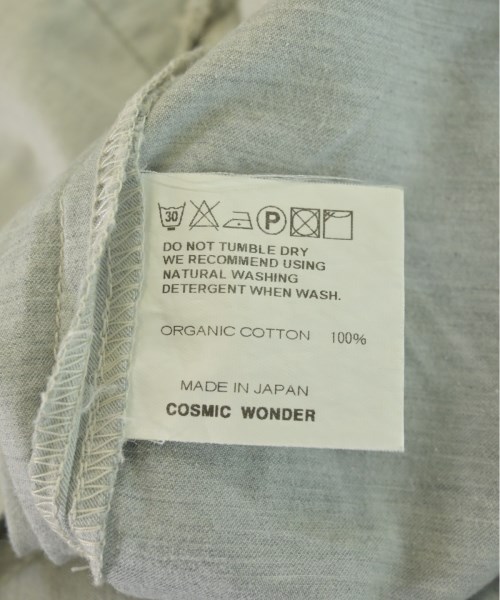 30 P
DO NOT TUMBLE DRY
WE RECOMMEND USING
NATURAL WASHING
DETERGENT WHEN WASH.
ORGANIC COTTON 100%
MADE IN JAPAN
COSMIC WONDER